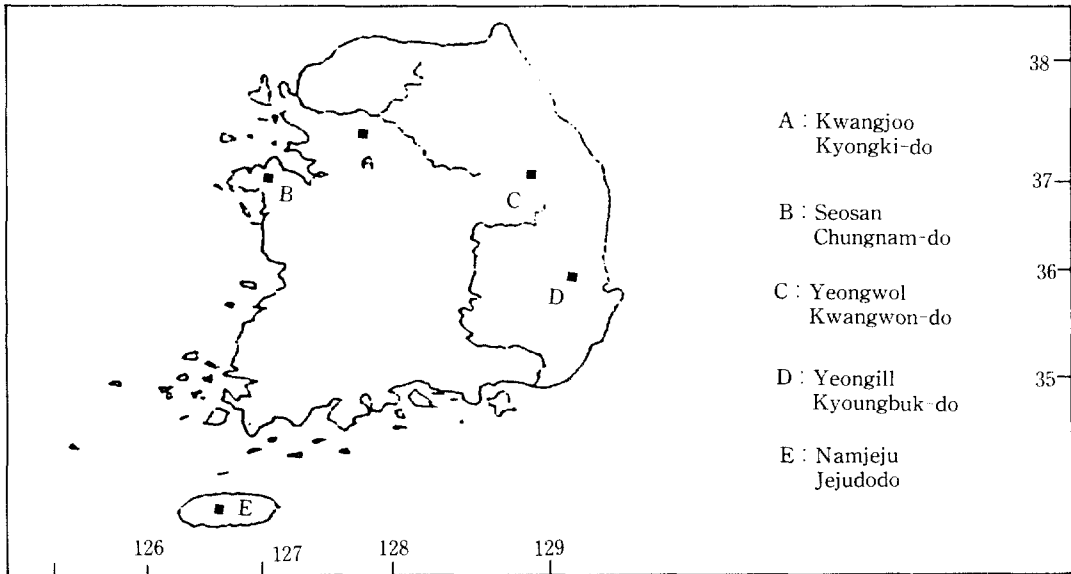 38
A : Kwangjoo
Kyongki-do
A
37
B
B : Seosan
Chungnam-do
C
36
C : Yeongwol
Kwangwon-do
D
D : Yeongill
Kyoungbuk-do
35
E : Namjeju
Jejudodo
E
126
127
128
129